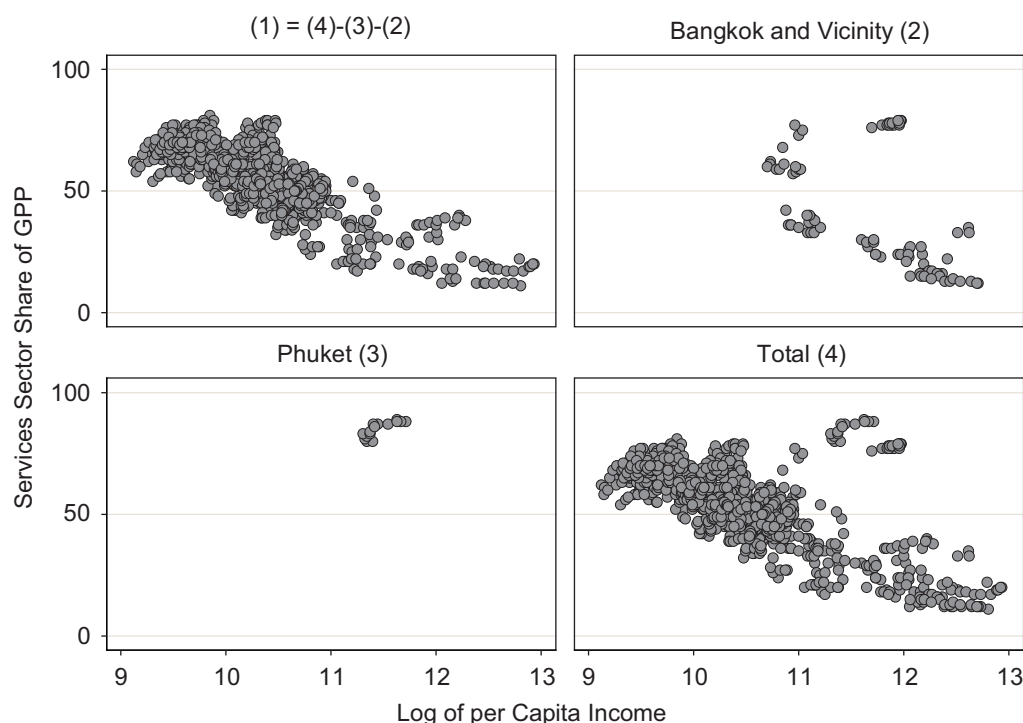 (1) = (4)-(3)-(2)
Bangkok and Vicinity (2)
100
50
0
Phuket (3)
Total (4)
100
50
0
9 10 11 12 13
9 10 11 12 13
Services Sector Share of GPP
Log of per Capita Income